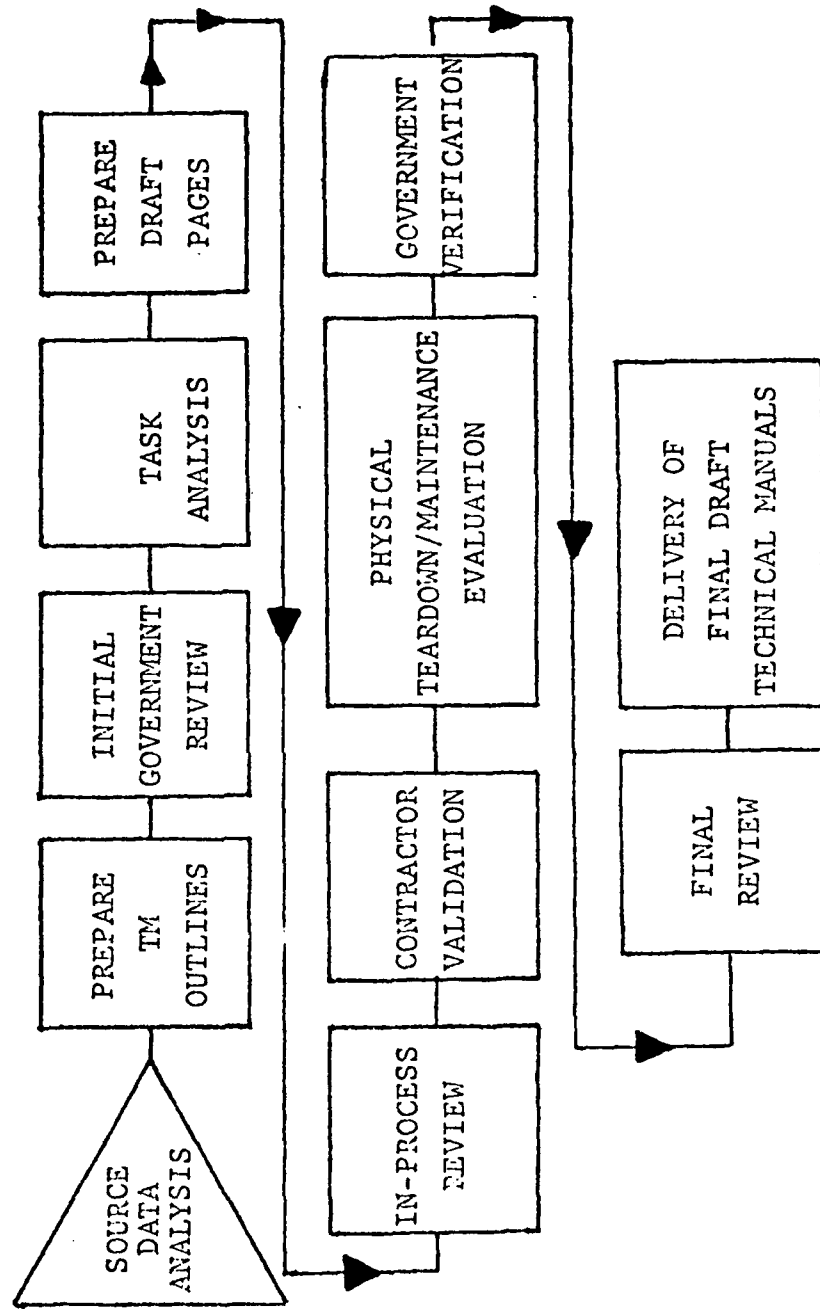 SOURCE
DATA
ANALYSIS
PREPARE
TM
OUTLINES
INITIAL
GOVERNMENT
REVIEW
TASK
ANALYSIS
PREPARE
DRAFT
PAGES
IN-PROCESS
REVIEW
CONTRACTOR
VALIDATION
PHYSICAL
TEARDOWN/MAINTENANCE
EVALUATION
GOVERNMENT
VERIFICATION
FINAL
REVIEW
DELIVERY OF
FINAL DRAFT
TECHNICAL MANUALS